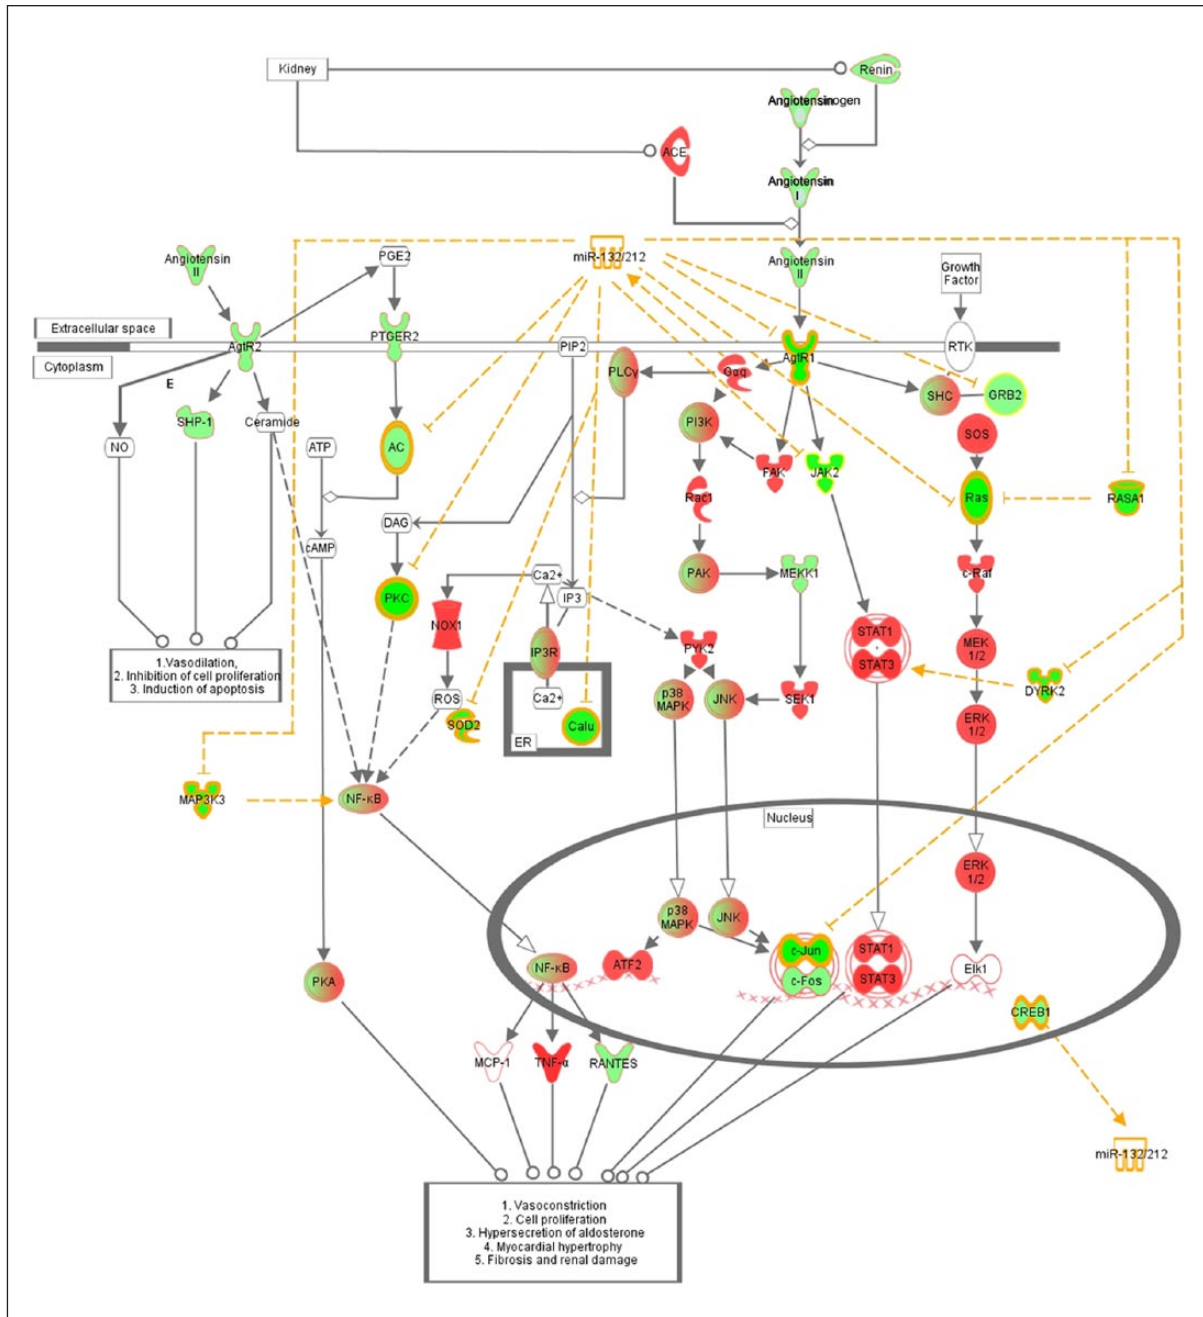 Kidney
Renin
Angiotensinogen
ACE
Angiotensin
I
miR-132/212
Angiotensin
II
PGE2
Angiotensin
II
Growth
Factor
Extracellular space
Cytoplasm
AgtR2
PTGER2
PIP2
PLCγ
Gαq
AgtR1
RTK
E
SHC
GRB2
SHP-1
Ceramide
NO
ATP
AC
PI3K
SOS
FAK
JAK2
Rac1
Ras
RASA1
DAG
cAMP
PKC
Ca2+
IP3
PAK
MEKK1
c-Raf
NOX1
IP3R
PYK2
STAT1
STAT3
MEK
1/2
1.Vasodilation,
2. Inhibition of cell proliferation
3. Induction of apoptosis
ROS
SOD2
Ca2+
Calu
ER
p38
MAPK
JNK
SEK1
DYRK2
ERK
1/2
MAP3K3
NF-κB
Nucleus
ERK
1/2
p38
MAPK
JNK
c-Jun
c-Fos
STAT1
STAT3
Elk1
PKA
NF-κB
ATF2
CREB1
MCP-1
TNF-α
RANTES
miR-132/212
1. Vasoconstriction
2. Cell proliferation
3. Hypersecretion of aldosterone
4. Myocardial hypertrophy
5. Fibrosis and renal damage